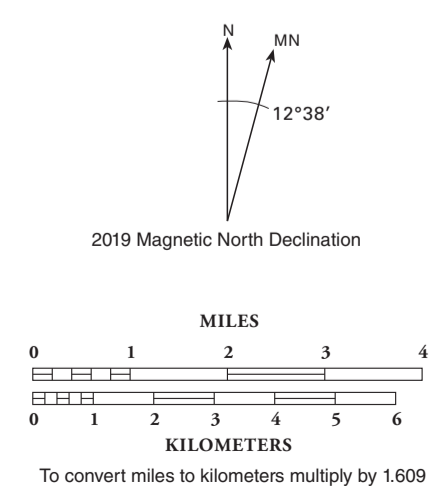 N
MN
12°38′
2019 Magnetic North Declination
MILES
0 1 2 3 4
0 1 2 3 4 5 6
KILOMETERS
To convert miles to kilometers multiply by 1.609